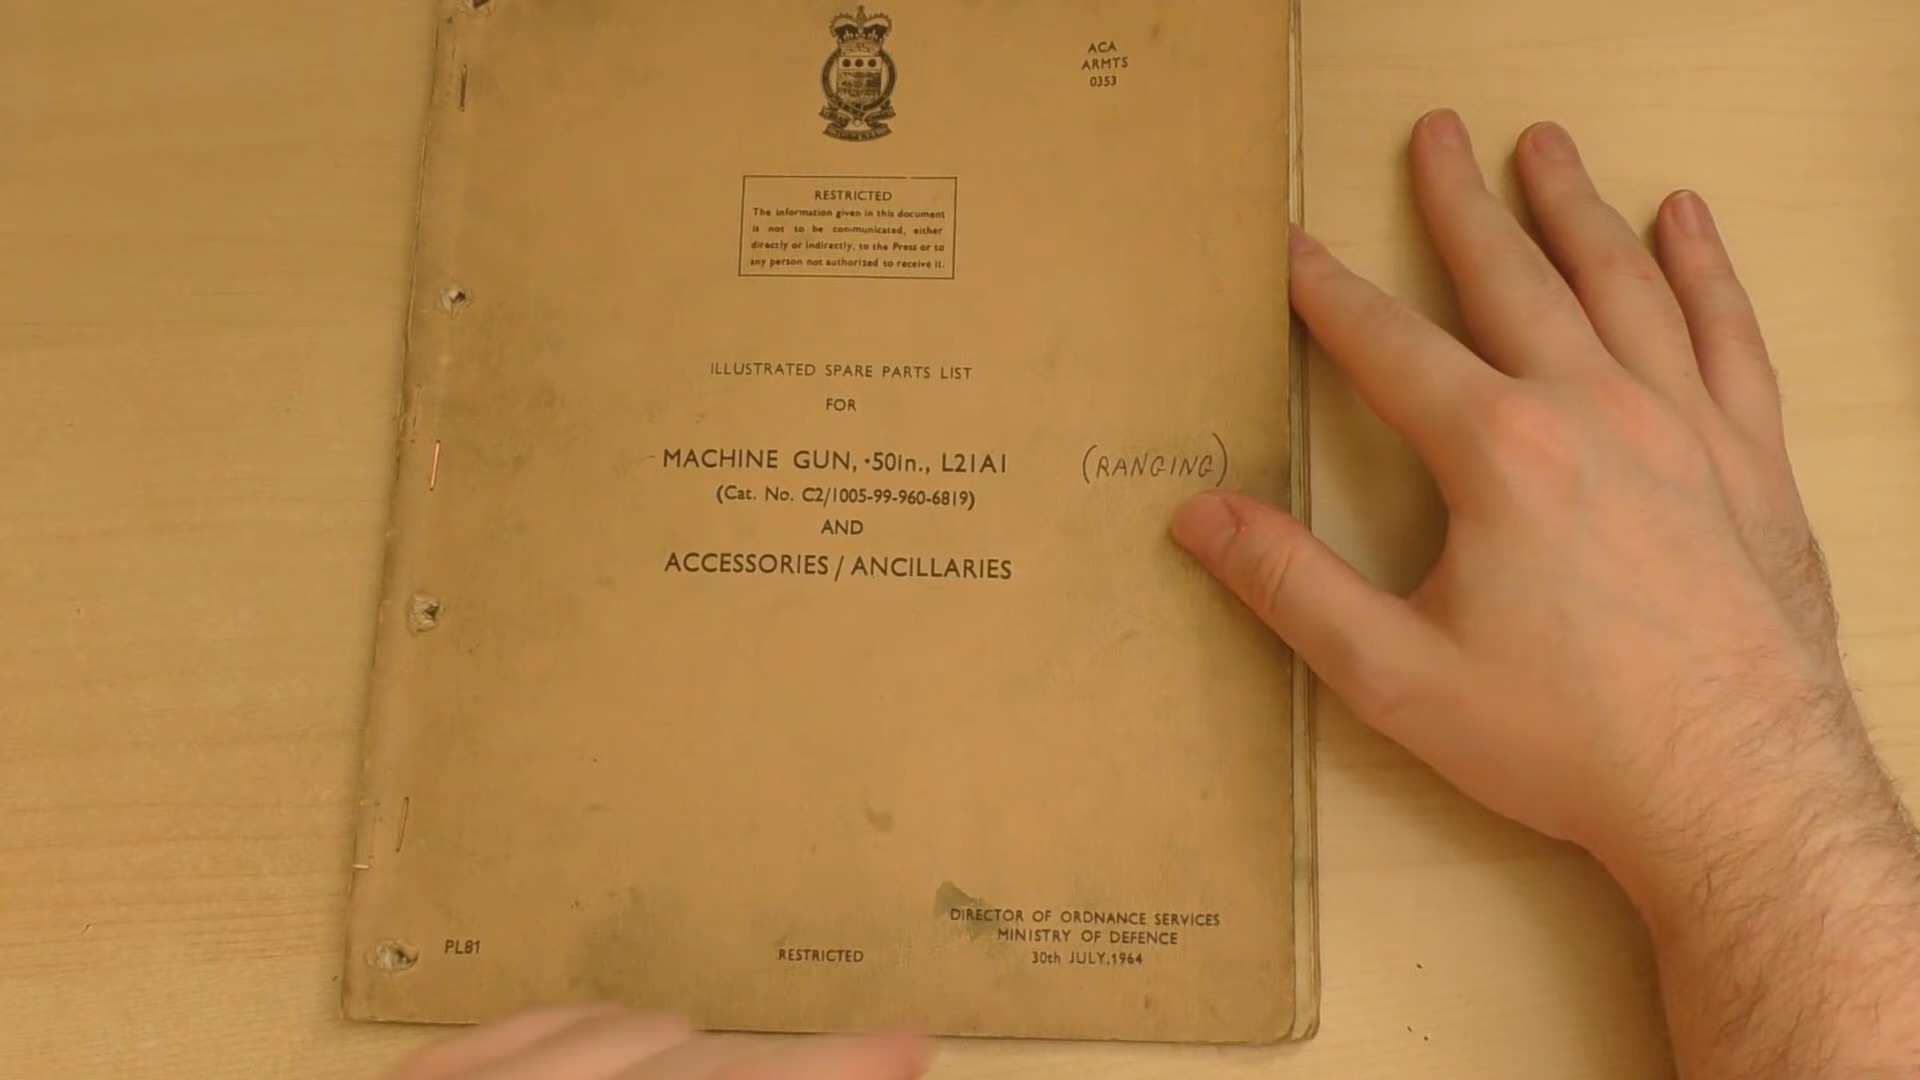 ACA
ARMTS
0353
RESTRICTED
The information given in this document
is not to be communicated, either
directly or indirectly, to the Press or to
any person not authorized to receive it.
ILLUSTRATED SPARE PARTS LIST
FOR
MACHINE GUN, ·50in., L21A1
(RANGING)
(Cat. No. C2/1005-99-960-6819)
AND
ACCESSORIES / ANCILLARIES
DIRECTOR OF ORDNANCE SERVICES
MINISTRY OF DEFENCE
30th JULY,1964
PL81
RESTRICTED